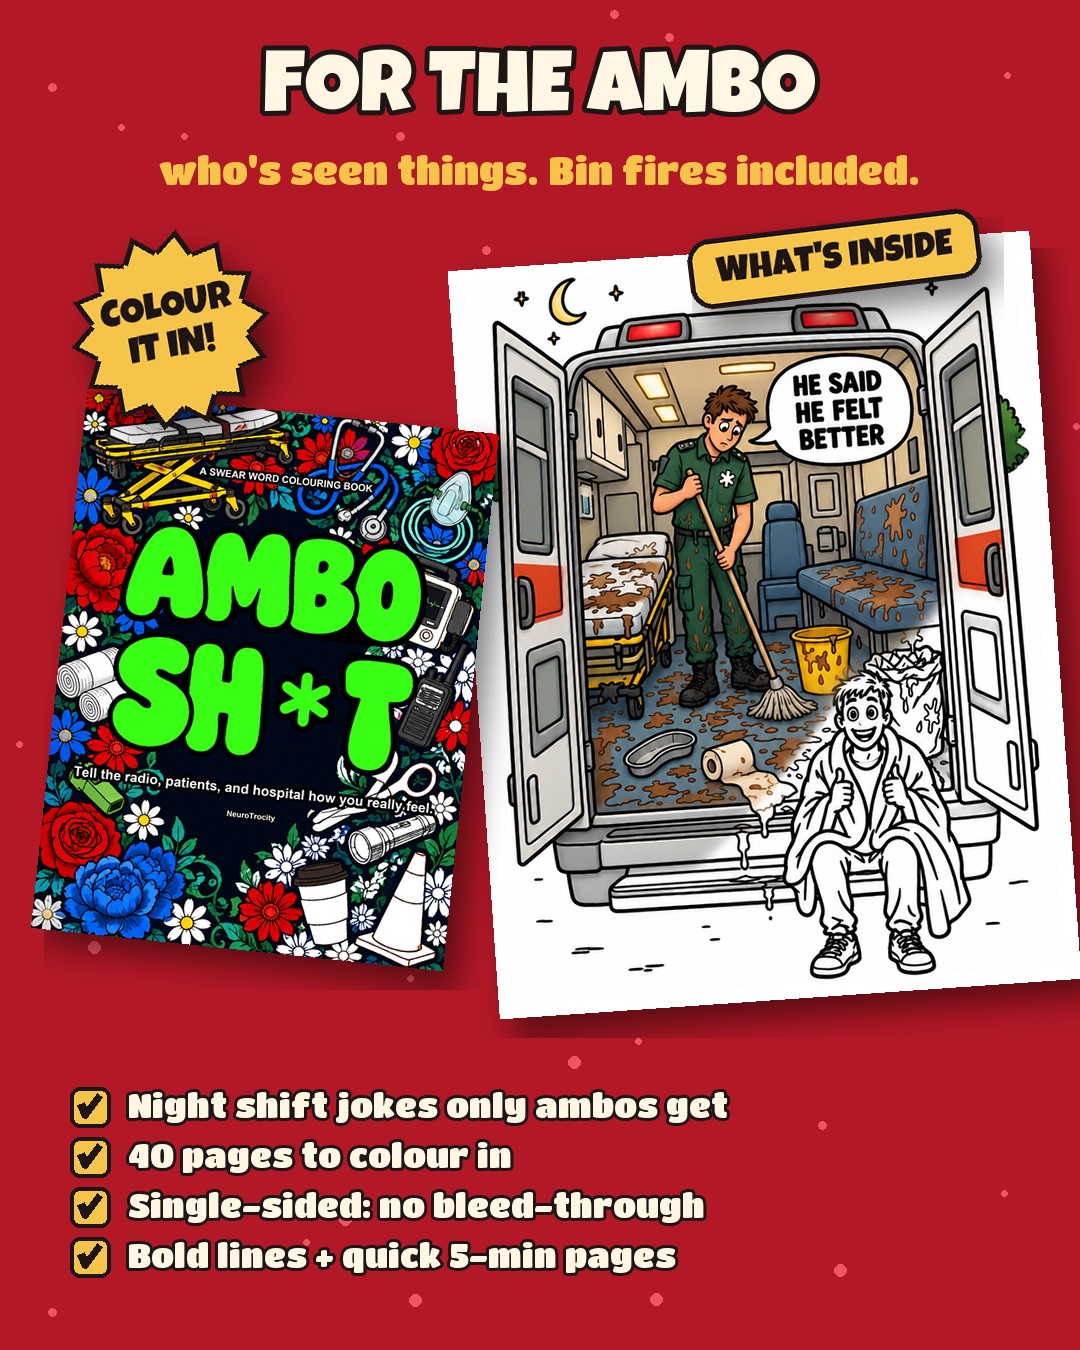 FOR THE AMBO
who's seen things. Bin fires included.
COLOUR
IT IN!
WHAT'S INSIDE
HE SAID
HE FELT
BETTER
A SWEAR WORD COLOURING BOOK
AMBO
SH*T
Tell the radio, patients, and hospital how you really feel.
NeuroTrocity
Night shift jokes only ambos get
40 pages to colour in
Single-sided: no bleed-through
Bold lines + quick 5-min pages